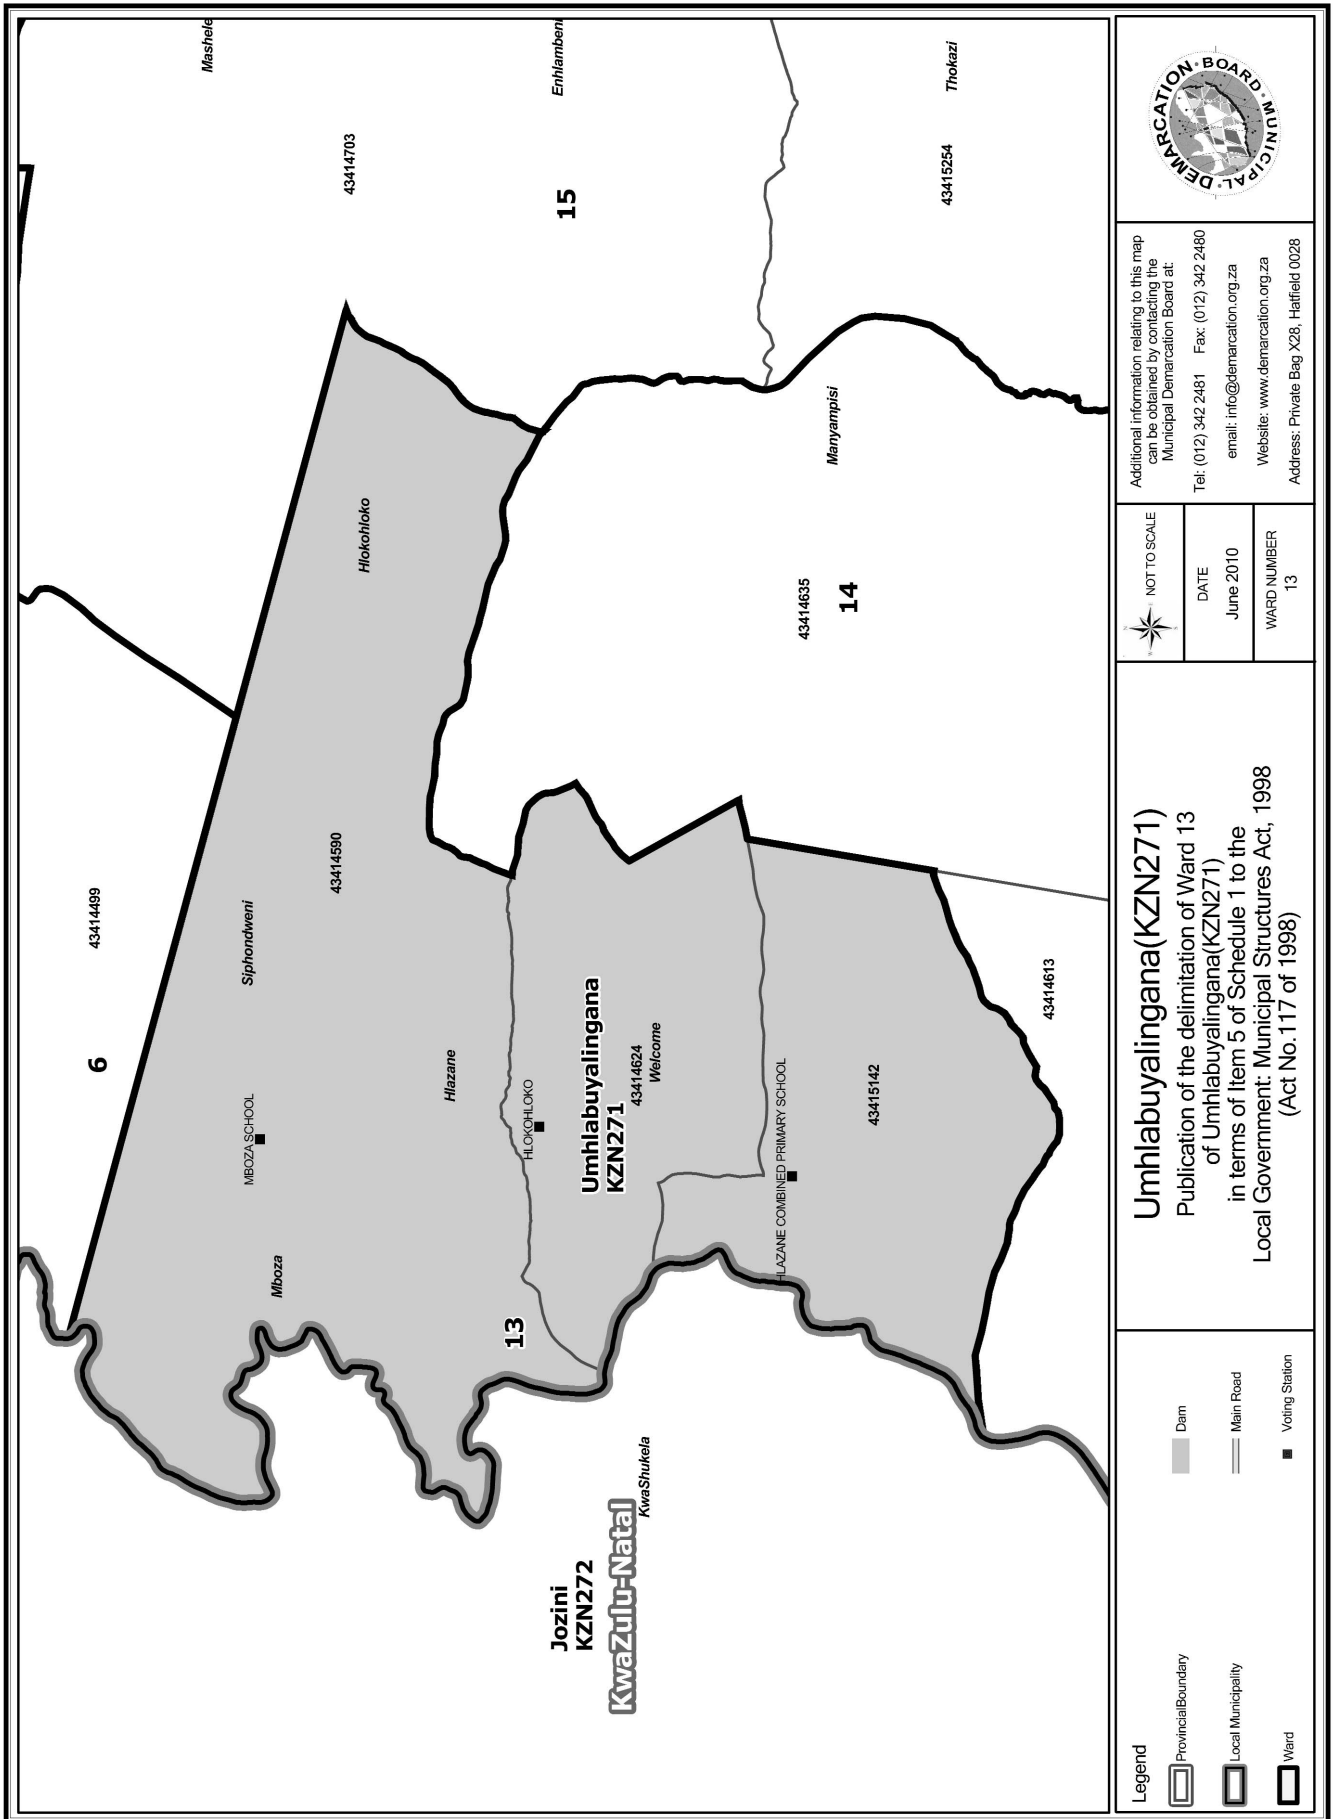 Mashele
43414703
15
Enhlambeni
Thokazi
43415254
Hlokohloko
Manyampisi
43414635
14
6
43414499
Siphondweni
43414590
MBOZA SCHOOL
Hlazane
HLOKOHLOKO
Umhlabuyalingana
KZN271
43414624
Welcome
43414613
HLAZANE COMBINED PRIMARY SCHOOL
43415142
Mboza
13
KwaShukela
Jozini
KZN272
KwaZulu-Natal
Legend
ProvincialBoundary
Local Municipality
Ward
Dam
Main Road
Voting Station
Umhlabuyalingana(KZN271)
Publication of the delimitation of Ward 13
of Umhlabuyalingana(KZN271)
in terms of Item 5 of Schedule 1 to the
Local Government: Municipal Structures Act, 1998
(Act No.117 of 1998)
NOT TO SCALE
DATE
June 2010
WARD NUMBER
13
Additional information relating to this map
can be obtained by contacting the
Municipal Demarcation Board at:
Tel: (012) 342 2481 Fax: (012) 342 2480
email: info@demarcation.org.za
Website: www.demarcation.org.za
Address: Private Bag X28, Hatfield 0028
MUNICIPAL • DEMARCATION • BOARD •